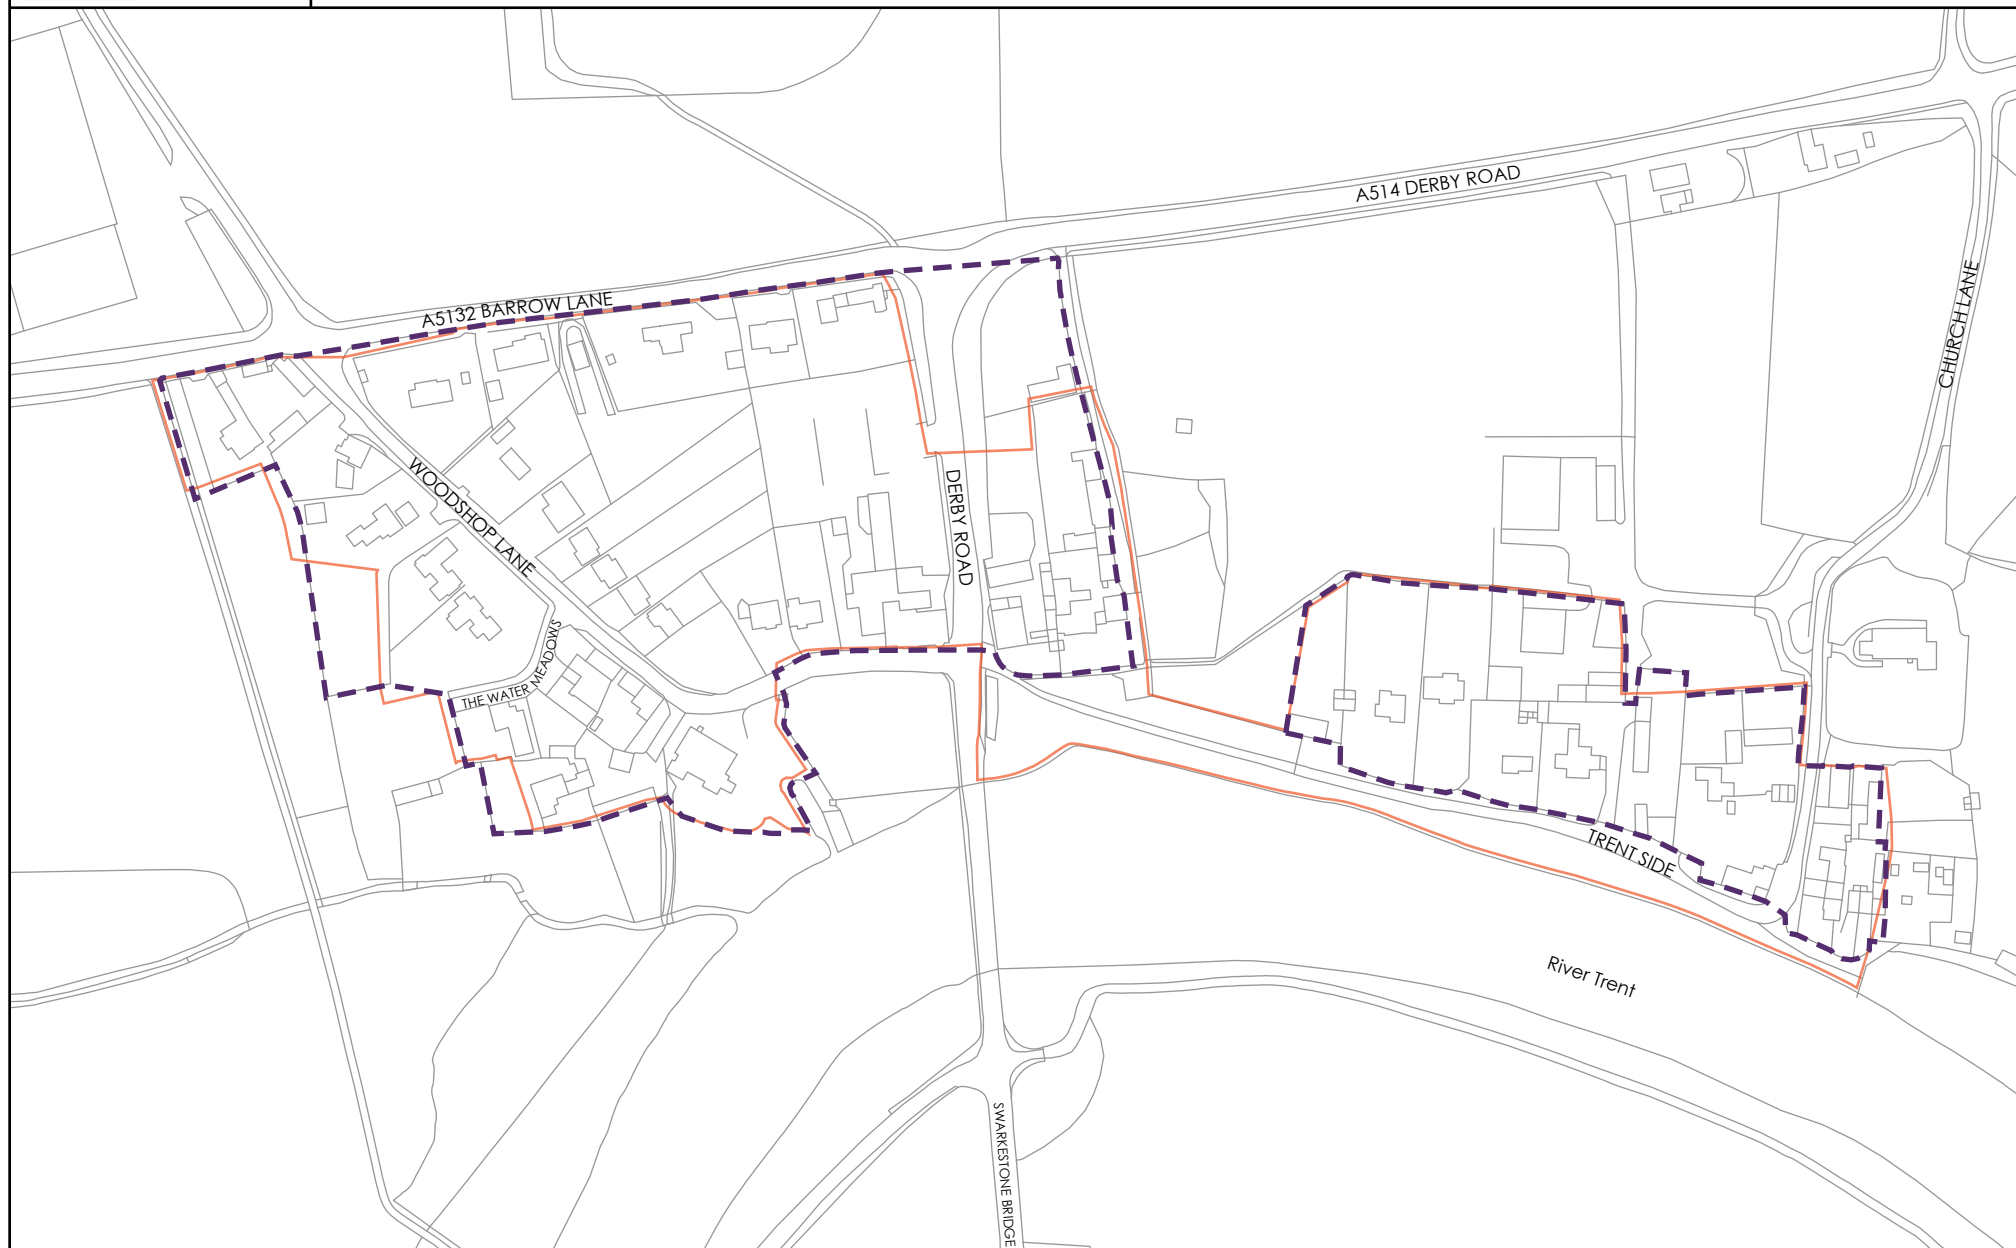 A514 DERBY ROAD
A5132 BARROW LANE
CHURCH LANE
WOODSHOP LANE
DERBY ROAD
THE WATER MEADOWS
TRENT SIDE
River Trent
SWARKESTONE BRIDGE